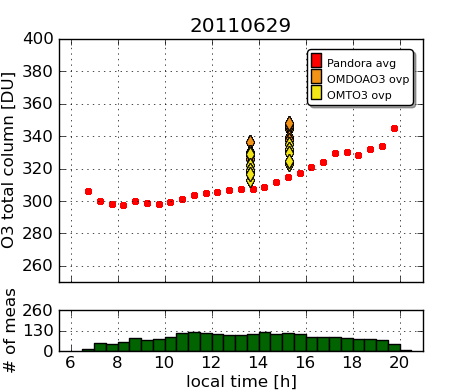 20110629
400
380
360
340
320
300
280
260
O3 total column [DU]
Pandora avg
OMDOAO3 ovp
OMTO3 ovp
260
130
0
# of meas
6 8 10 12 14 16 18 20
local time [h]